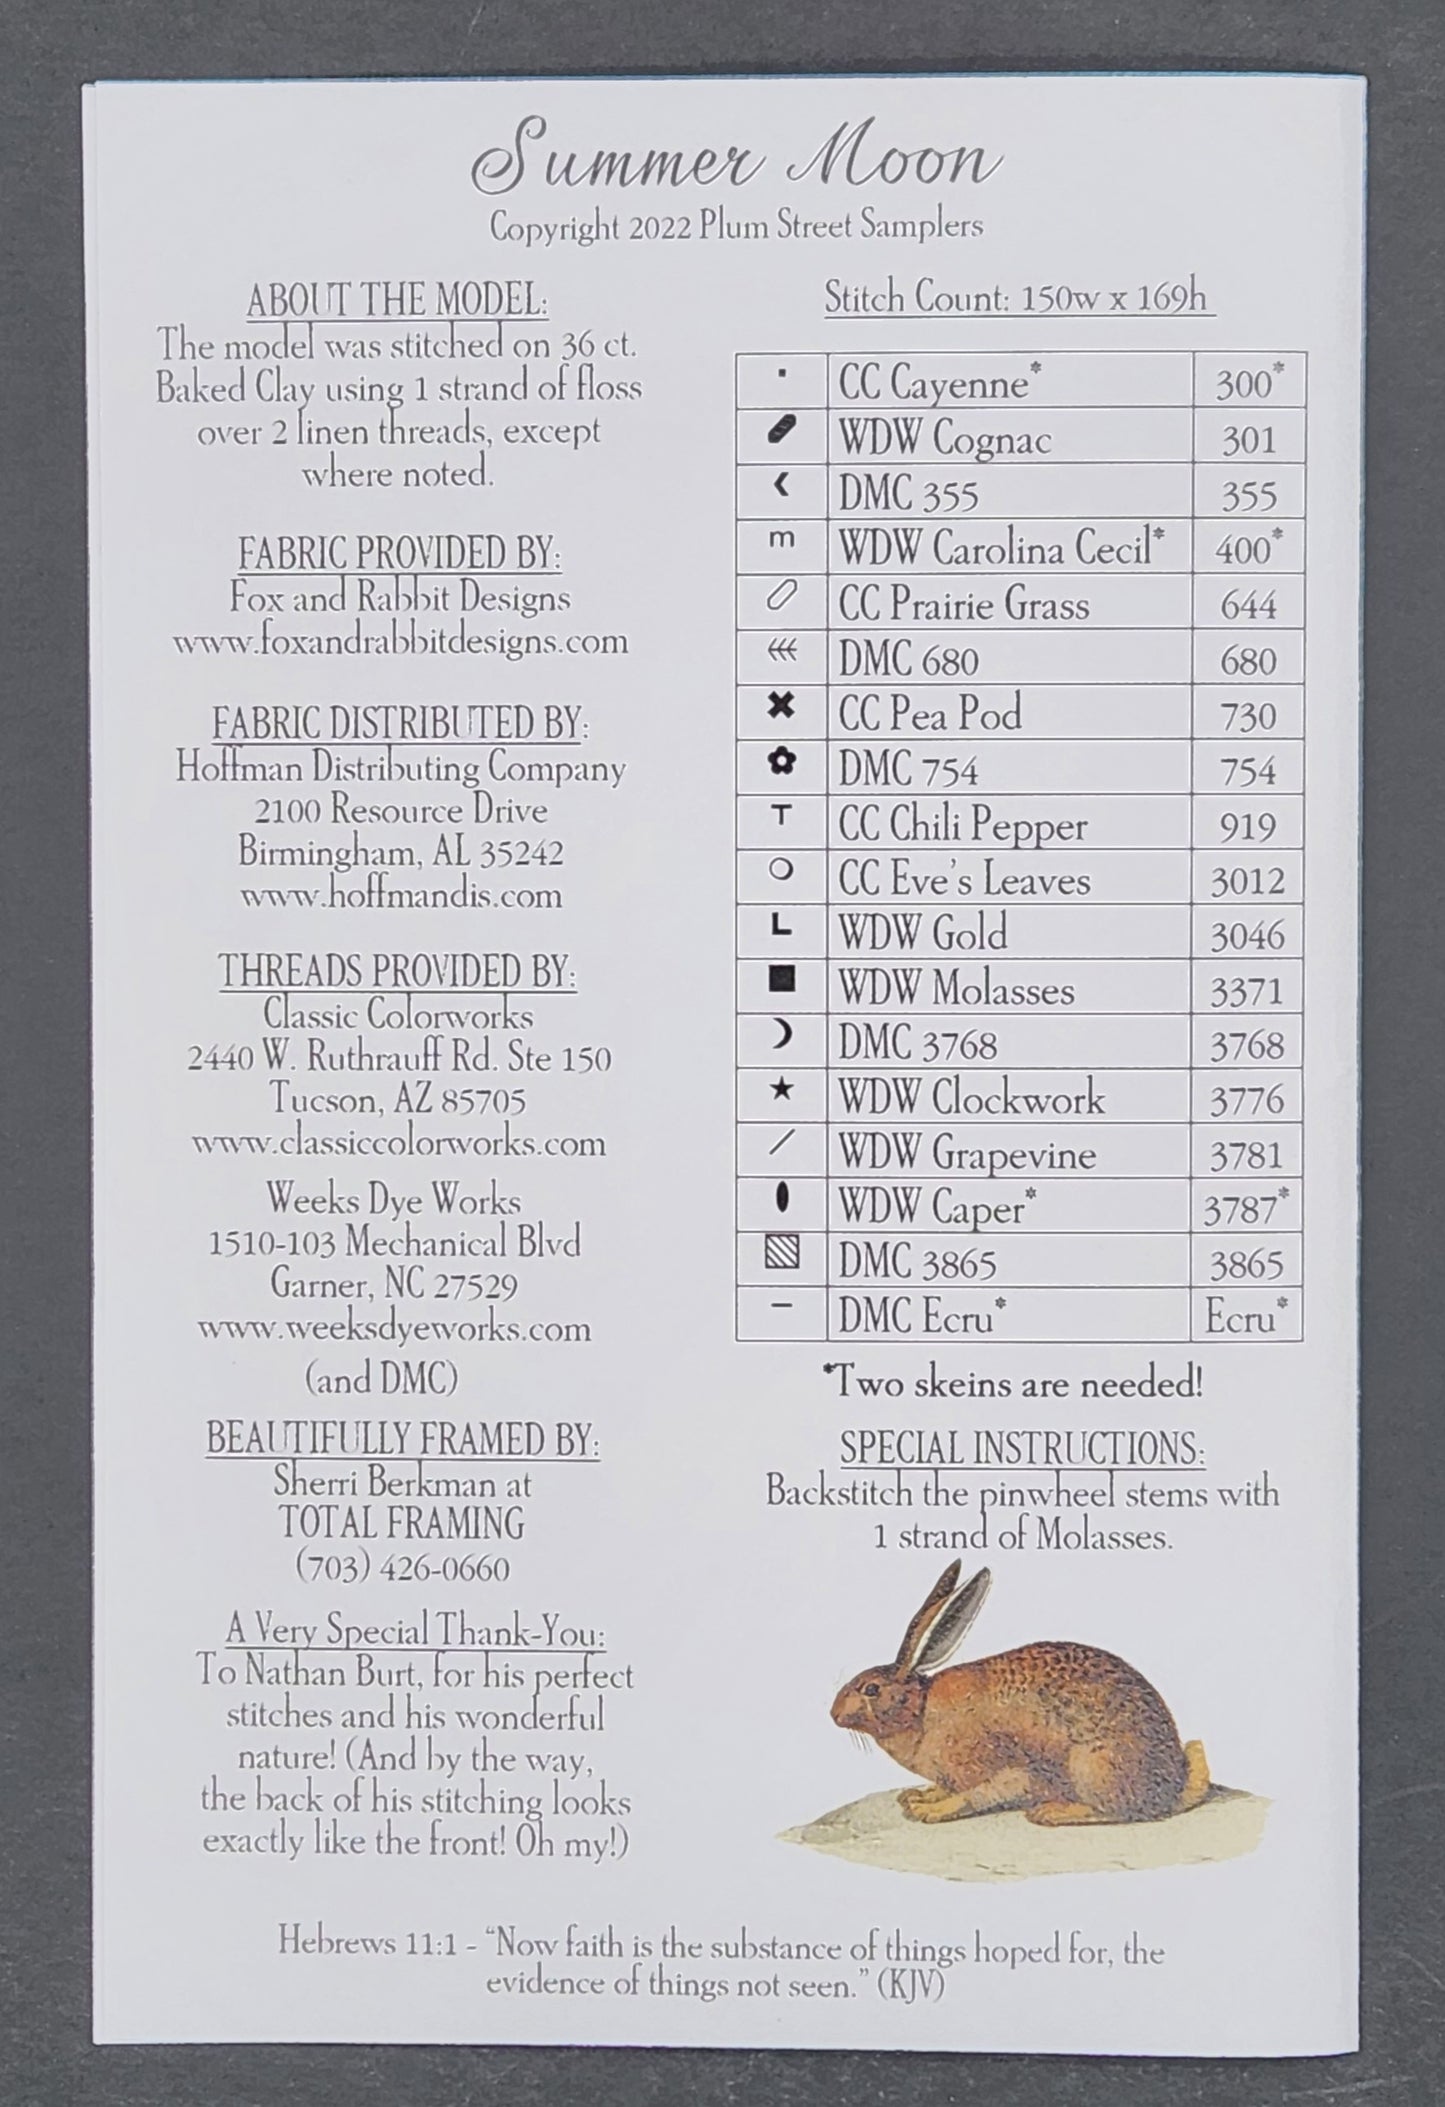 Summer Moon
Copyright 2022 Plum Street Samplers
ABOUT THE MODEL:
The model was stitched on 36 ct.
Baked Clay using 1 strand of floss
over 2 linen threads, except
where noted.
FABRIC PROVIDED BY:
Fox and Rabbit Designs
www.foxandrabbitdesigns.com
FABRIC DISTRIBUTED BY:
Hoffman Distributing Company
2100 Resource Drive
Birmingham, AL 35242
www.hoffmandis.com
THREADS PROVIDED BY:
Classic Colorworks
2440 W. Ruthrauff Rd. Ste 150
Tucson, AZ 85705
www.classiccolorworks.com
Weeks Dye Works
1510-103 Mechanical Blvd
Garner, NC 27529
www.weeksdyeworks.com
(and DMC)
BEAUTIFULLY FRAMED BY:
Sherri Berkman at
TOTAL FRAMING
(703) 426-0660
A Very Special Thank-You:
To Nathan Burt, for his perfect
stitches and his wonderful
nature! (And by the way,
the back of his stitching looks
exactly like the front! Oh my!)
Stitch Count: 150w x 169h
CC Cayenne* 300*
WDW Cognac 301
DMC 355 355
m WDW Carolina Cecil* 400*
CC Prairie Grass 644
DMC 680 680
CC Pea Pod 730
DMC 754 754
T CC Chili Pepper 919
CC Eve's Leaves 3012
L WDW Gold 3046
WDW Molasses 3371
DMC 3768 3768
★ WDW Clockwork 3776
/ WDW Grapevine 3781
WDW Caper* 3787*
DMC 3865 3865
– DMC Ecru* Ecru*
*Two skeins are needed!
SPECIAL INSTRUCTIONS:
Backstitch the pinwheel stems with
1 strand of Molasses.
Hebrews 11:1 - "Now faith is the substance of things hoped for, the
evidence of things not seen." (KJV)